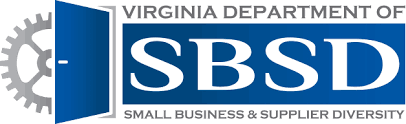 VIRGINIA DEPARTMENT OF
SBSD
SMALL BUSINESS & SUPPLIER DIVERSITY